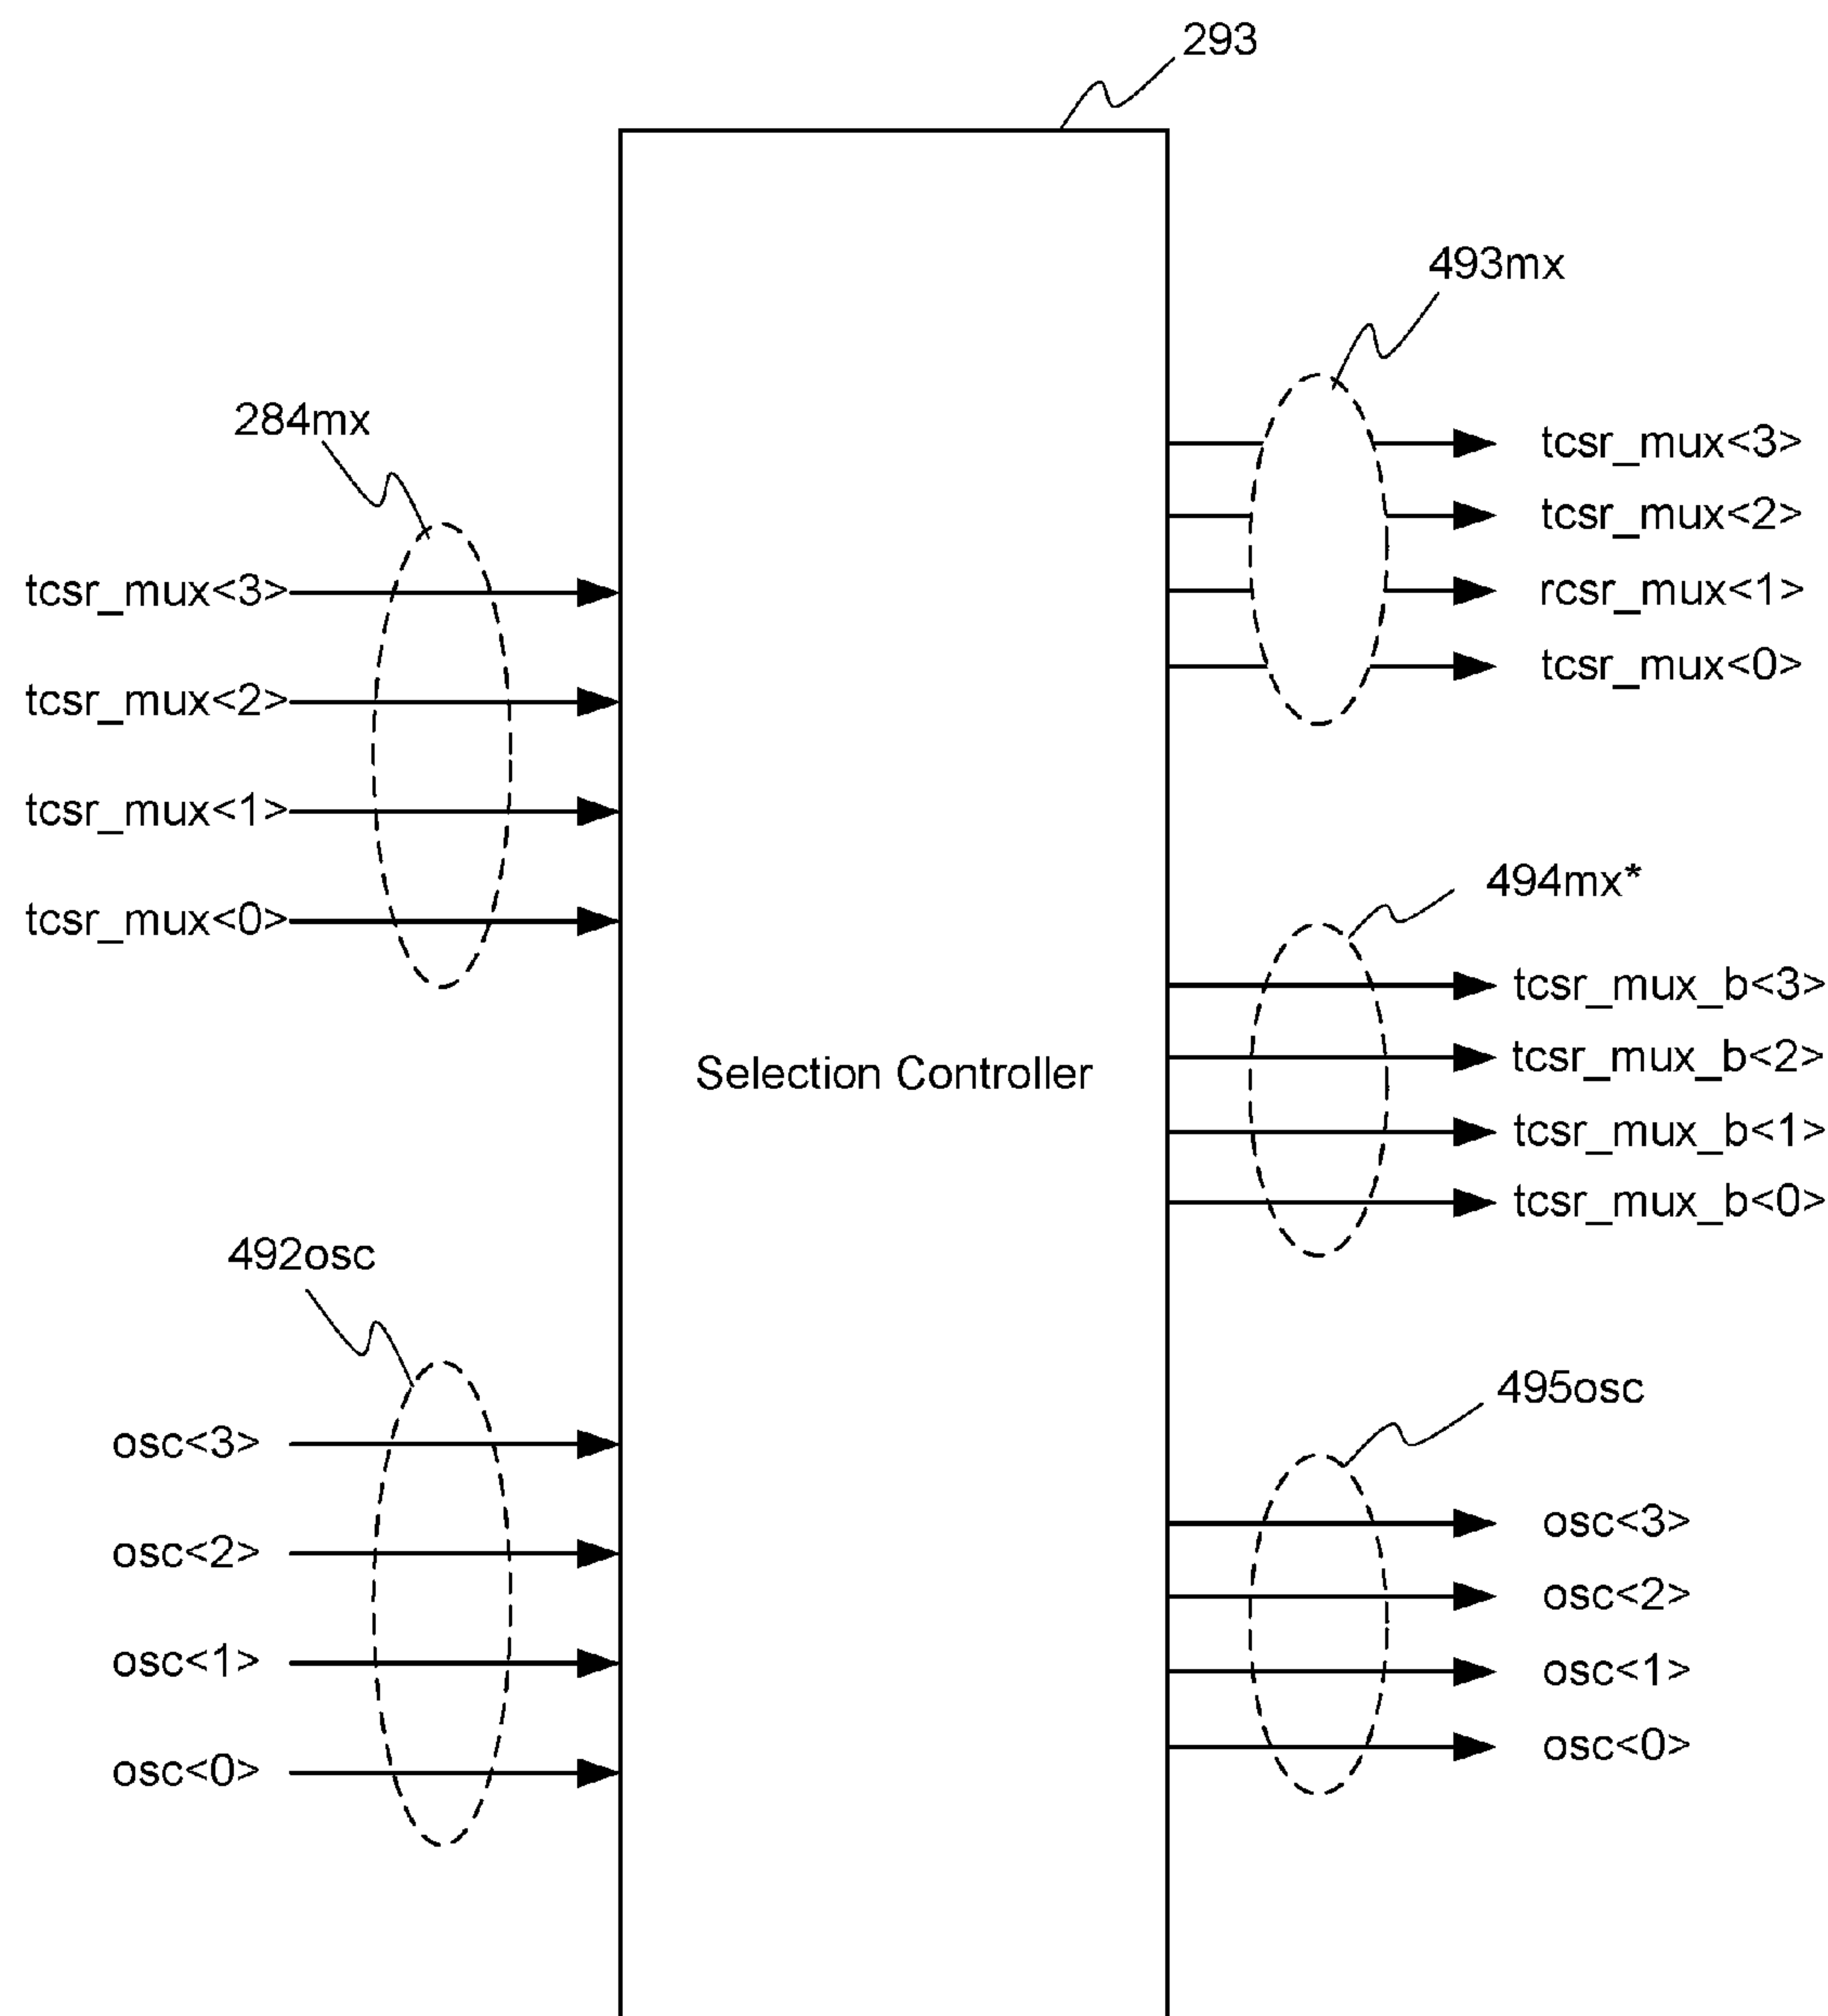 293
284mx
tcsr_mux<3>
tcsr_mux<2>
tcsr_mux<1>
tcsr_mux<0>
492osc
osc<3>
osc<2>
osc<1>
osc<0>
Selection Controller
493mx
tcsr_mux<3>
tcsr_mux<2>
rcsr_mux<1>
tcsr_mux<0>
494mx*
tcsr_mux_b<3>
tcsr_mux_b<2>
tcsr_mux_b<1>
tcsr_mux_b<0>
495osc
osc<3>
osc<2>
osc<1>
osc<0>